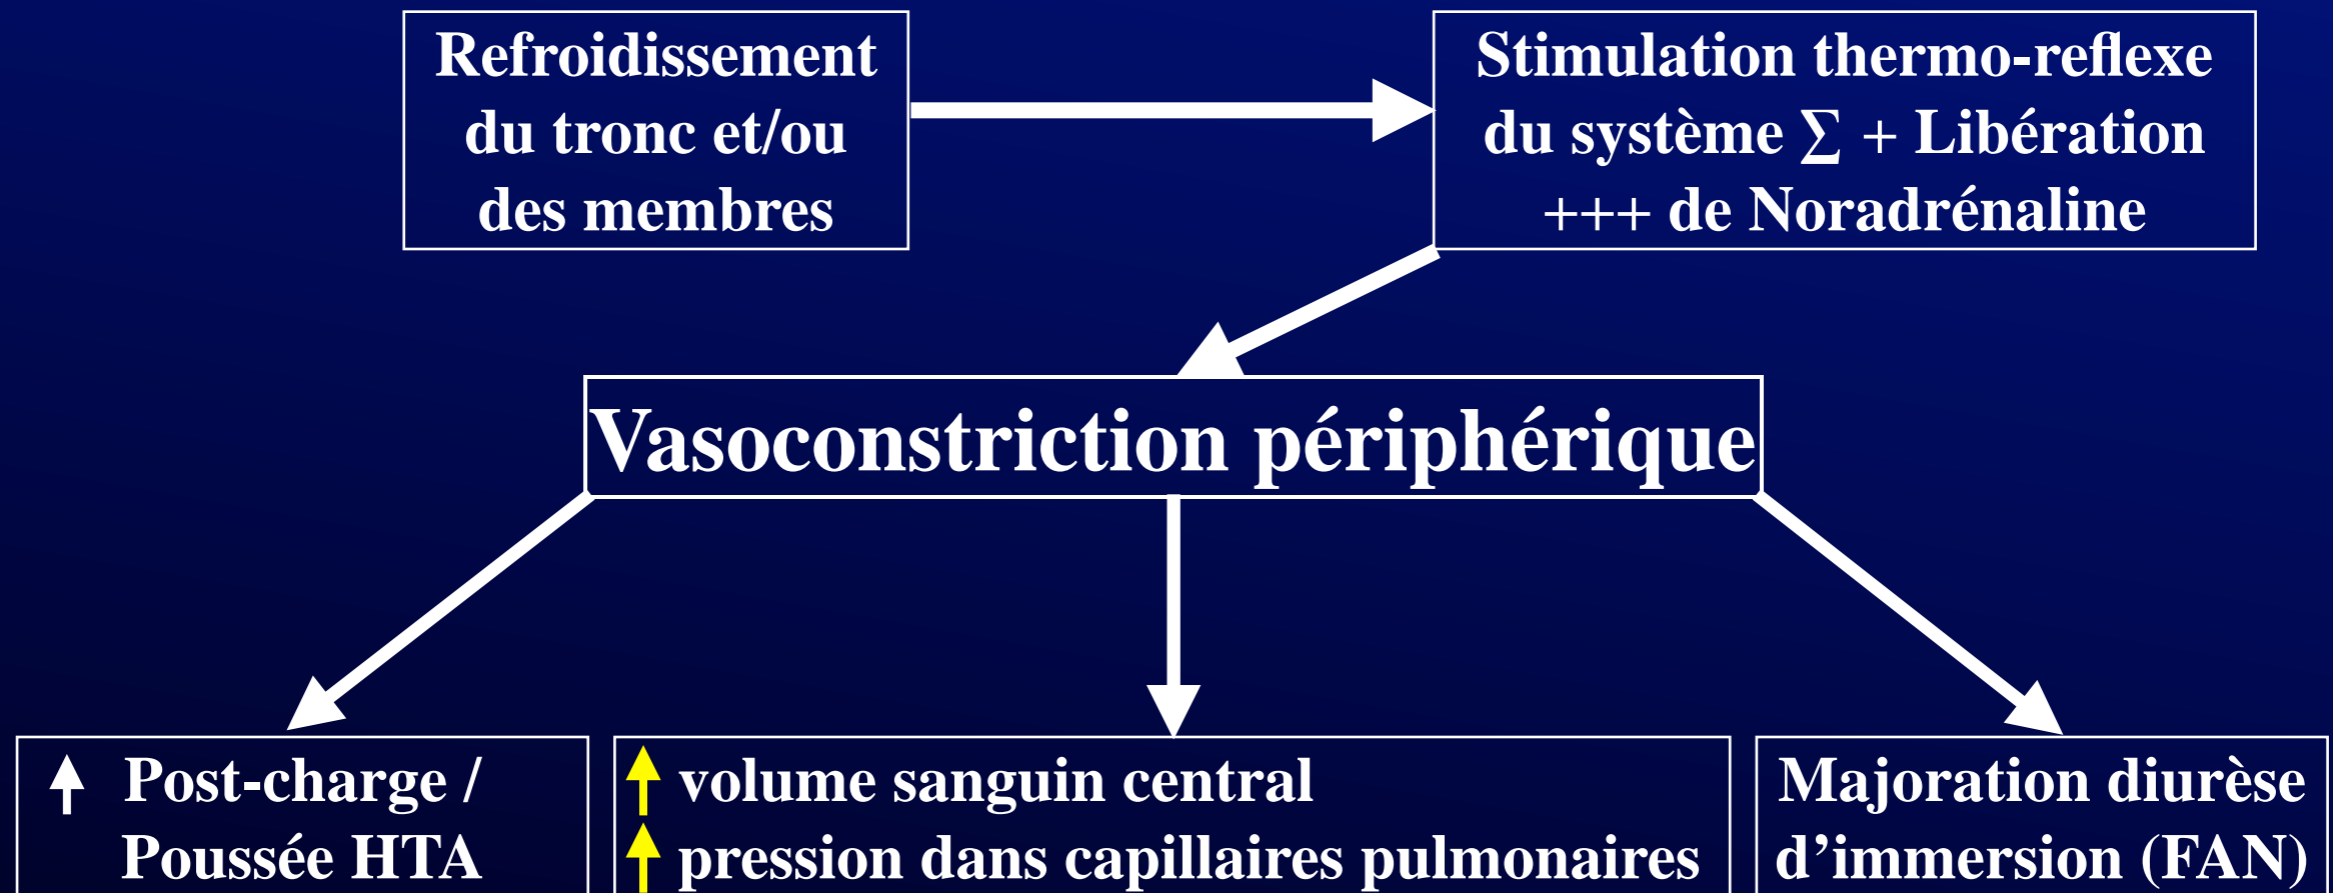 Refroidissement
du tronc et/ou
des membres
Stimulation thermo-reflexe
du système ∑ + Libération
+++ de Noradrénaline
Vasoconstriction périphérique
Post-charge /
Poussée HTA
volume sanguin central
pression dans capillaires pulmonaires
Majoration diurèse
d’immersion (FAN)